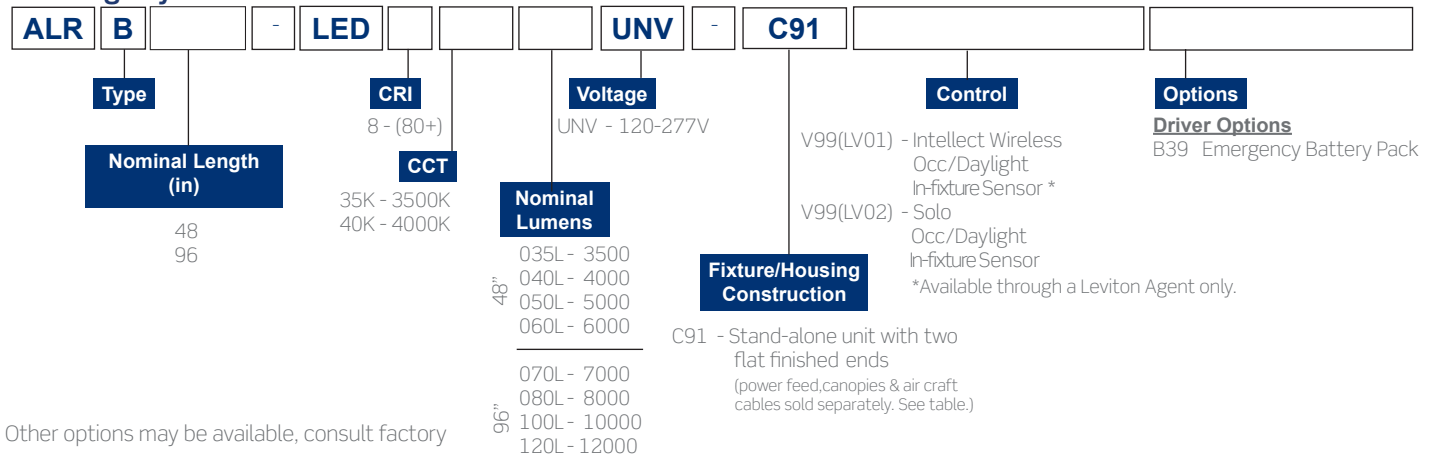 ALR B - LED UNV - C91
Type
Nominal Length
(in)
48
96
CRI
8 - (80+)
CCT
35K - 3500K
40K - 4000K
Nominal
Lumens
48"
035L - 3500
040L - 4000
050L - 5000
060L - 6000
96"
070L - 7000
080L - 8000
100L - 10000
120L - 12000
Voltage
UNV - 120-277V
Fixture/Housing
Construction
C91 - Stand-alone unit with two
flat finished ends
(power feed,canopies & air craft
cables sold separately. See table.)
Control
V99(LV01) - Intellect Wireless
Occ/Daylight
In-fixture Sensor *
V99(LV02) - Solo
Occ/Daylight
In-fixture Sensor
*Available through a Leviton Agent only.
Options
Driver Options
B39 Emergency Battery Pack
Other options may be available, consult factory